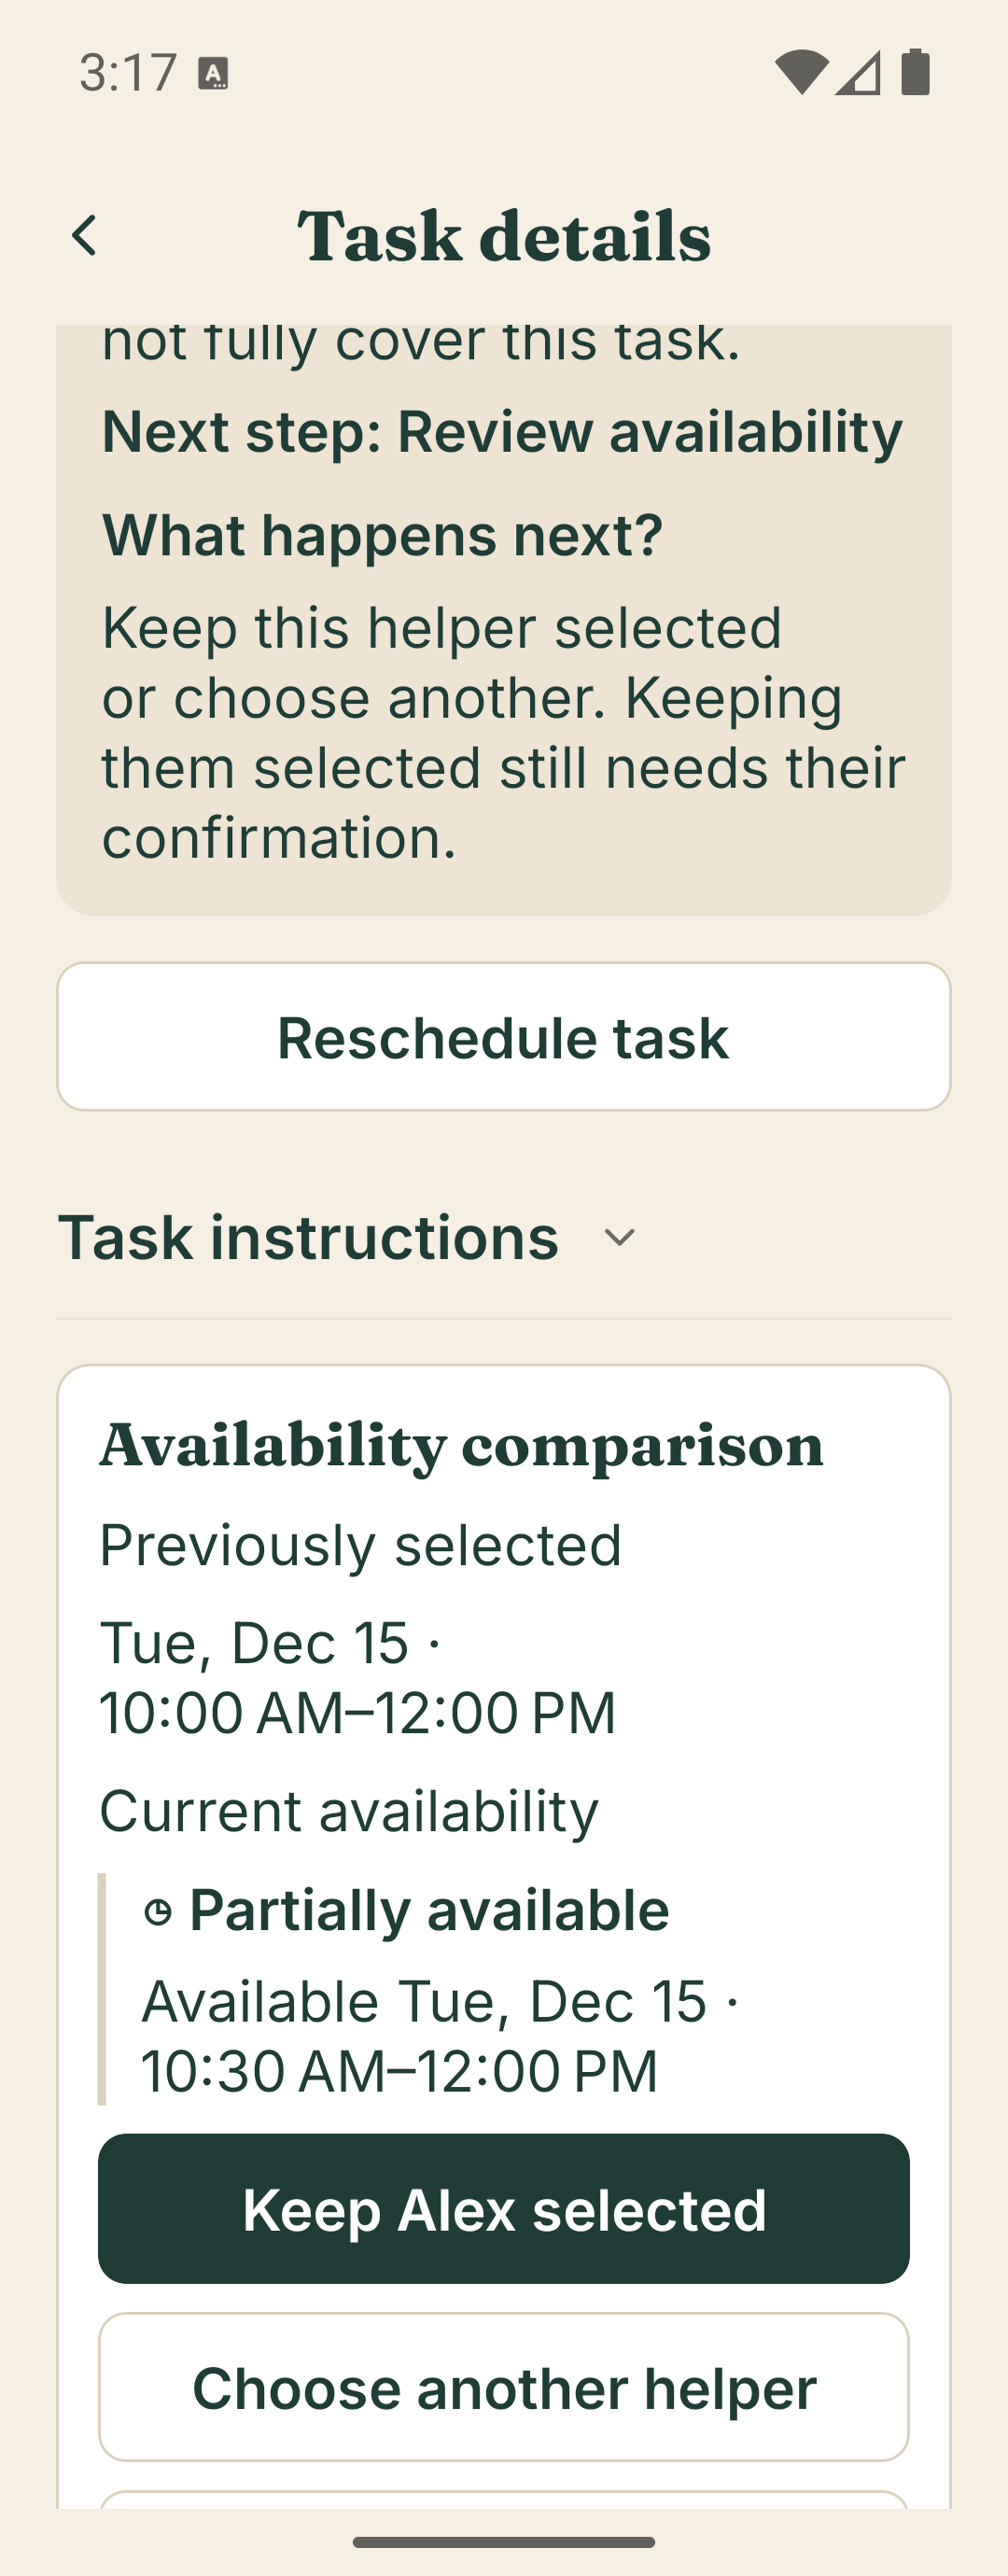 3:17
Task details
not fully cover this task.
Next step: Review availability
What happens next?
Keep this helper selected
or choose another. Keeping
them selected still needs their
confirmation.
Reschedule task
Task instructions
Availability comparison
Previously selected
Tue, Dec 15 ·
10:00 AM–12:00 PM
Current availability
Partially available
Available Tue, Dec 15 ·
10:30 AM–12:00 PM
Keep Alex selected
Choose another helper